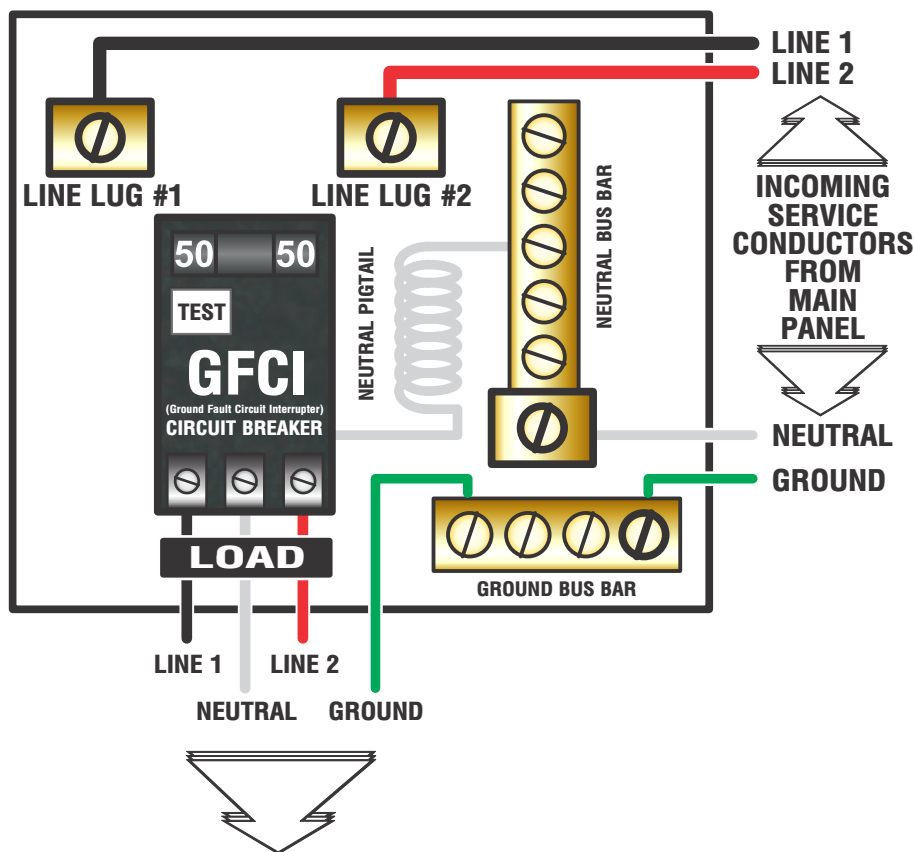 LINE 1
LINE 2
LINE LUG #1
LINE LUG #2
INCOMING
SERVICE
CONDUCTORS
FROM
MAIN
PANEL
50 50
TEST
GFCI
(Ground Fault Circuit Interrupter)
CIRCUIT BREAKER
NEUTRAL PIGTAIL
NEUTRAL BUS BAR
NEUTRAL
GROUND
LOAD
GROUND BUS BAR
LINE 1
LINE 2
NEUTRAL
GROUND